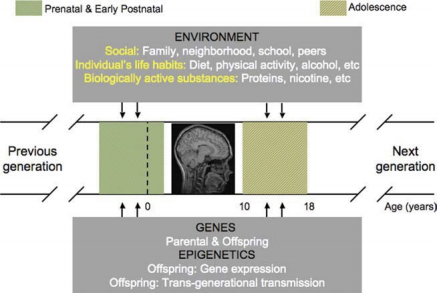 Prenatal & Early Postnatal
Adolescence
ENVIRONMENT
Social: Family, neighborhood, school, peers
Individual's life habits: Diet, physical activity, alcohol, etc
Biologically active substances: Proteins, nicotine, etc
Previous
generation
Next
generation
0
10
18
Age (years)
GENES
Parental & Offspring
EPIGENETICS
Offspring: Gene expression
Offspring: Trans-generational transmission